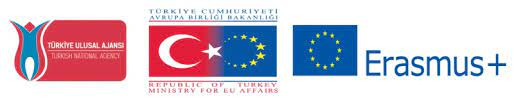 TÜRKİYE ULUSAL AJANSI
TURKISH NATIONAL AGENCY
TÜRKİYE CUMHURİYETİ
AVRUPA BİRLİĞİ BAKANLIĞI
REPUBLIC OF TURKEY
MINISTRY FOR EU AFFAIRS
Erasmus+